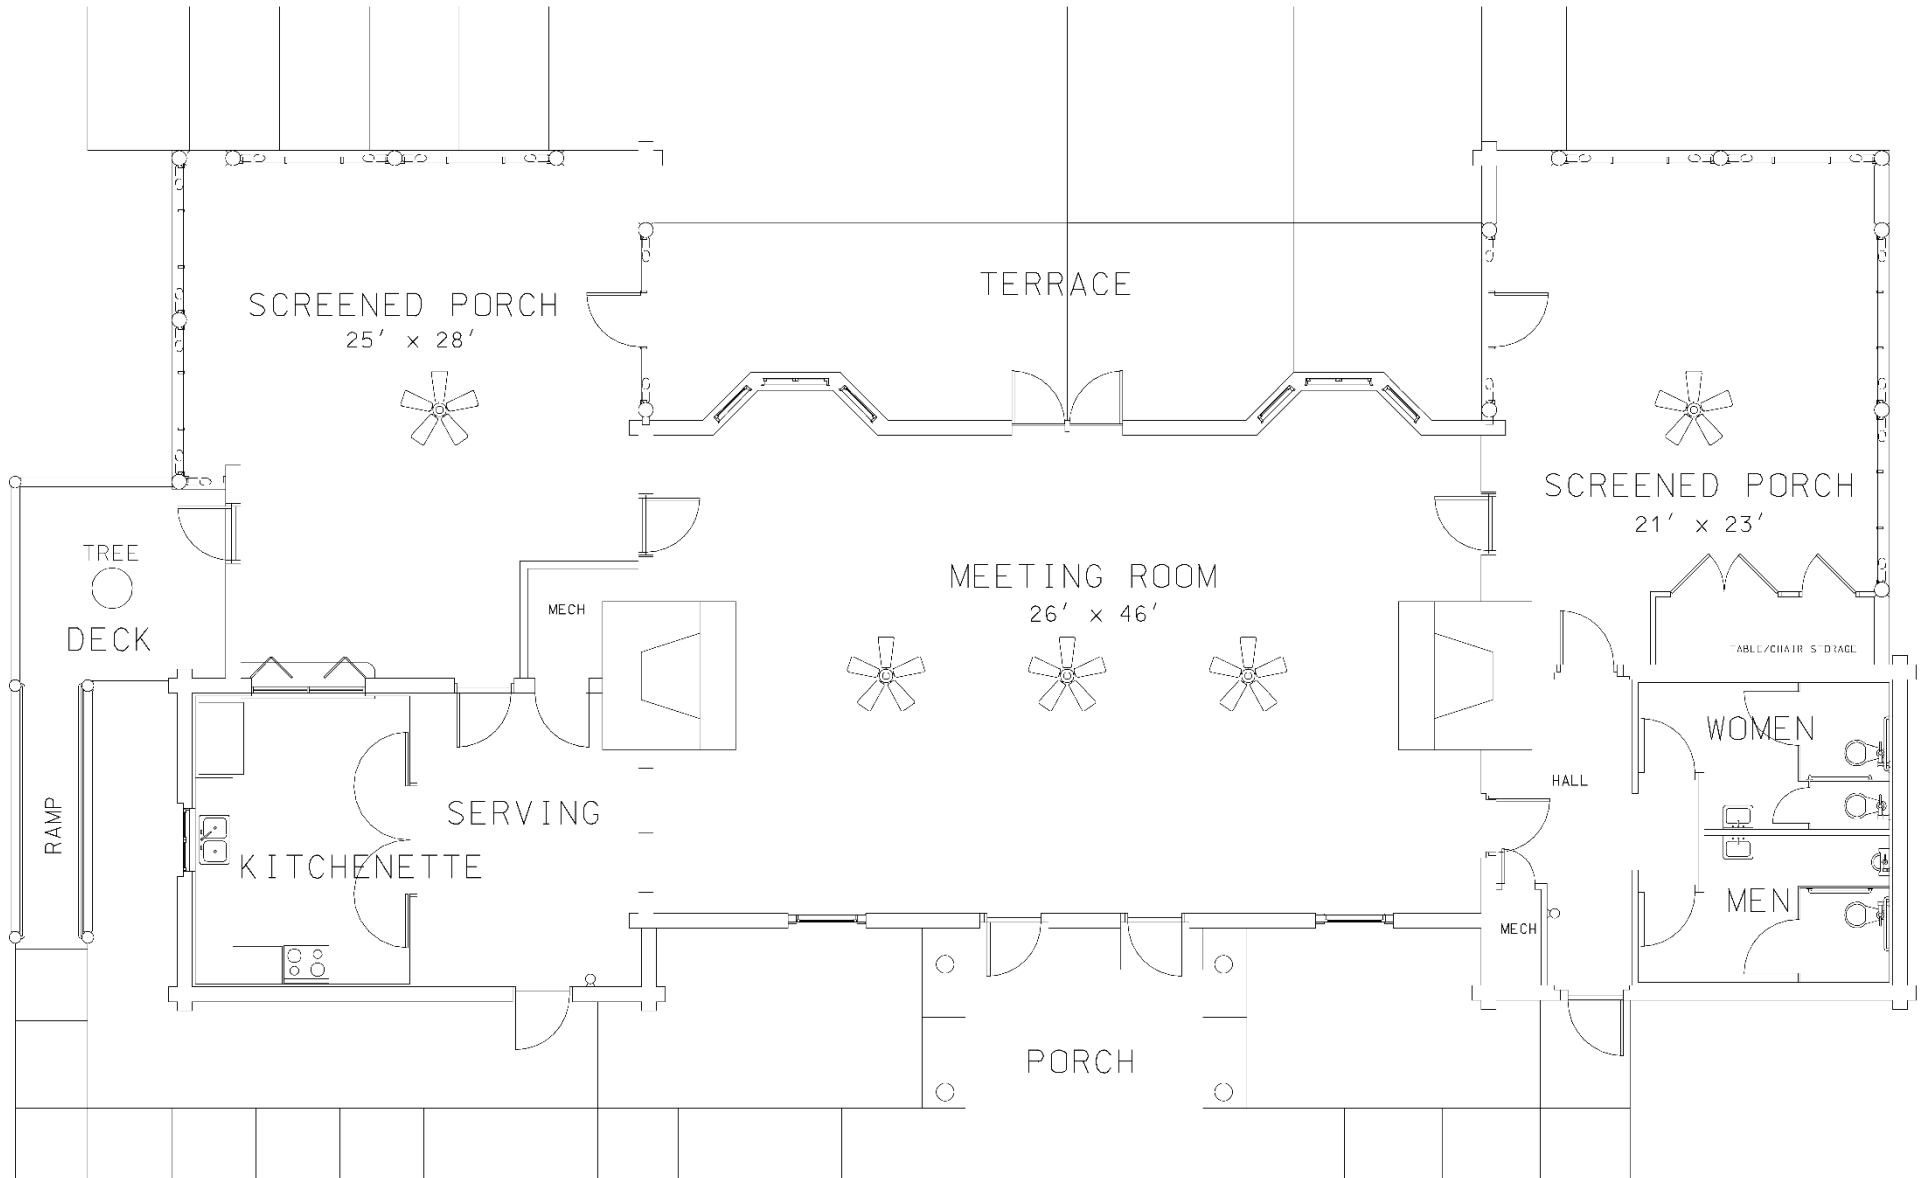 TERRACE
SCREENED PORCH
25' x 28'
SCREENED PORCH
21' x 23'
TREE
DECK
MECH
MEETING ROOM
26' x 46'
TABLE/CHAIR STORAGE
WOMEN
HALL
RAMP
SERVING
KITCHENETTE
MEN
MECH
PORCH